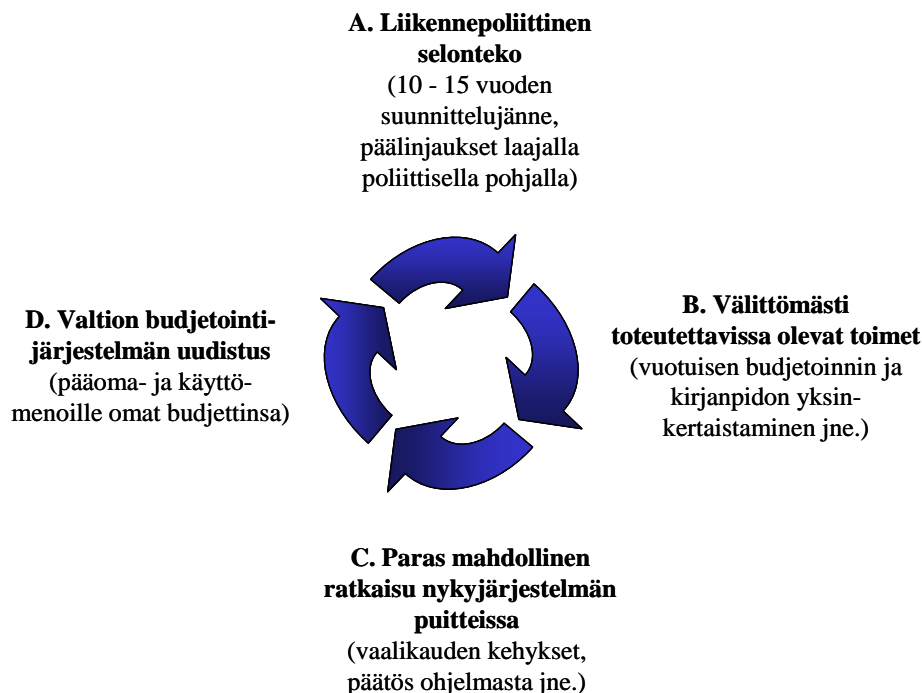 A. Liikennepoliittinen
selonteko
(10 - 15 vuoden
suunnittelujänne,
päälinjaukset laajalla
poliittisella pohjalla)
B. Välittömästi
toteutettavissa olevat toimet
(vuotuisen budjetoinnin ja
kirjanpidon yksin-
kertaistaminen jne.)
C. Paras mahdollinen
ratkaisu nykyjärjestelmän
puitteissa
(vaalikauden kehykset,
päätös ohjelmasta jne.)
D. Valtion budjetointi-
järjestelmän uudistus
(pääoma- ja käyttö-
menoille omat budjettinsa)